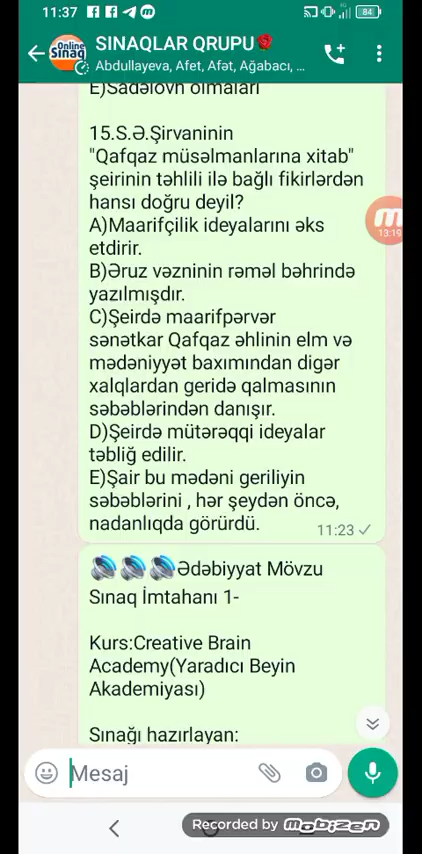 11:37
84
Online
Sınaq
SINAQLAR QRUPU
Abdullayeva, Afet, Afət, Ağabacı, ...
E)Sadəlövh olmaları
15.S.Ə.Şirvaninin
"Qafqaz müsəlmanlarına xitab"
şeirinin təhlili ilə bağlı fikirlərdən
hansı doğru deyil?
A)Maarifçilik ideyalarını əks
etdirir.
13:19
B)Əruz vəzninin rəməl bəhrində
yazılmışdır.
C)Şeirdə maarifpərvər
sənətkar Qafqaz əhlinin elm və
mədəniyyət baxımından digər
xalqlardan geridə qalmasının
səbəblərindən danışır.
D)Şeirdə mütərəqqi ideyalar
təbliğ edilir.
E)Şair bu mədəni geriliyin
səbəblərini , hər şeydən öncə,
nadanlıqda görürdü.
11:23
Ədəbiyyat Mövzu
Sınaq İmtahanı 1-
Kurs:Creative Brain
Academy(Yaradıcı Beyin
Akademiyası)
Sınağı hazırlayan:
Mesaj
Recorded by Mobizen